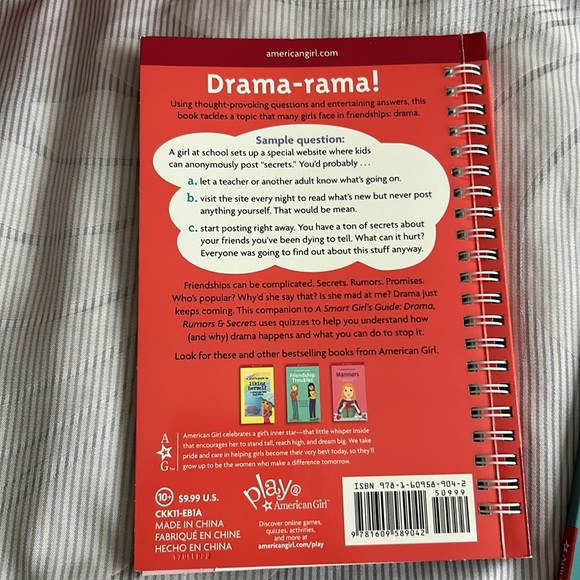 americangirl.com
Drama-rama!
Using thought-provoking questions and entertaining answers, this
book tackles a topic that many girls face in friendships: drama.
Sample question:
A girl at school sets up a special website where kids
can anonymously post “secrets.” You’d probably . . .
a. let a teacher or another adult know what’s going on.
b. visit the site every night to read what’s new but never post
anything yourself. That would be mean.
c. start posting right away. You have a ton of secrets about
your friends you’ve been dying to tell. What can it hurt?
Everyone was going to find out about this stuff anyway.
Friendships can be complicated. Secrets. Rumors. Promises.
Who’s popular? Why’d she say that? Is she mad at me? Drama just
keeps coming. This companion to A Smart Girl’s Guide: Drama,
Rumors & Secrets uses quizzes to help you understand how
(and why) drama happens and what you can do to stop it.
Look for these and other bestselling books from American Girl.
liking
herself
Friendship
Troubles
Manners
A
G™
American Girl celebrates a girl’s inner star—that little whisper inside
that encourages her to stand tall, reach high, and dream big. We take
pride and care in helping girls become their very best today, so they’ll
grow up to be the women who make a difference tomorrow.
10+ $9.99 U.S.
CKK11-EB1A
MADE IN CHINA
FABRIQUÉ EN CHINE
HECHO EN CHINA
play@
American Girl
Discover online games,
quizzes, activities,
and more at
americangirl.com/play
ISBN 978-1-60958-904-2
50999
9 781609 589042